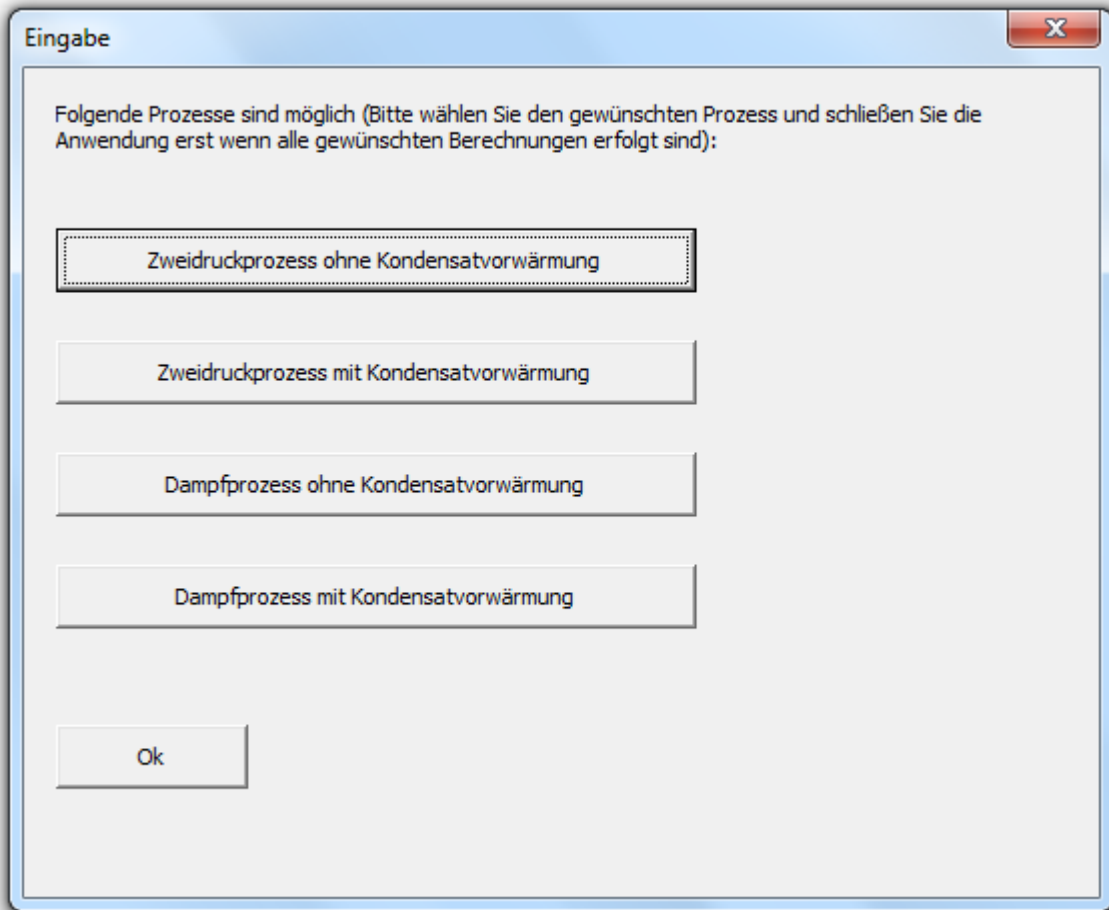 Eingabe
Folgende Prozesse sind möglich (Bitte wählen Sie den gewünschten Prozess und schließen Sie die
Anwendung erst wenn alle gewünschten Berechnungen erfolgt sind):
Zweidruckprozess ohne Kondensatvorwärmung
Zweidruckprozess mit Kondensatvorwärmung
Dampfprozess ohne Kondensatvorwärmung
Dampfprozess mit Kondensatvorwärmung
Ok